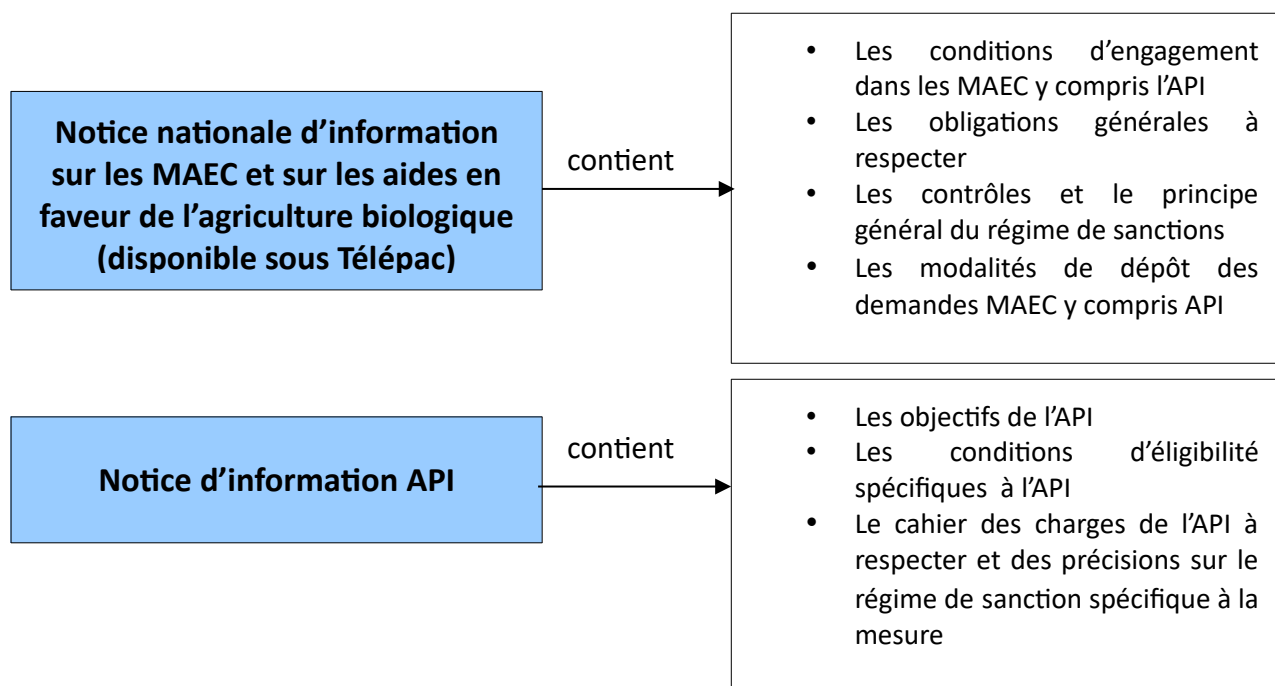 Notice nationale d’information
sur les MAEC et sur les aides en
faveur de l’agriculture biologique
(disponible sous Télépac)
contient
• Les conditions d’engagement
dans les MAEC y compris l’API
• Les obligations générales à
respecter
• Les contrôles et le principe
général du régime de sanctions
• Les modalités de dépôt des
demandes MAEC y compris API
Notice d’information API
contient
• Les objectifs de l’API
• Les conditions d’éligibilité
spécifiques à l’API
• Le cahier des charges de l’API à
respecter et des précisions sur le
régime de sanction spécifique à la
mesure